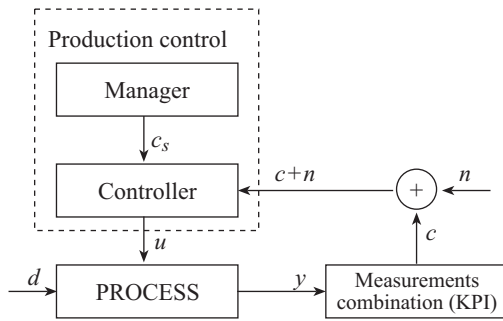 Production control
Manager
c_s
Controller
c+n
+
n
u
c
d
PROCESS
y
Measurements
combination (KPI)